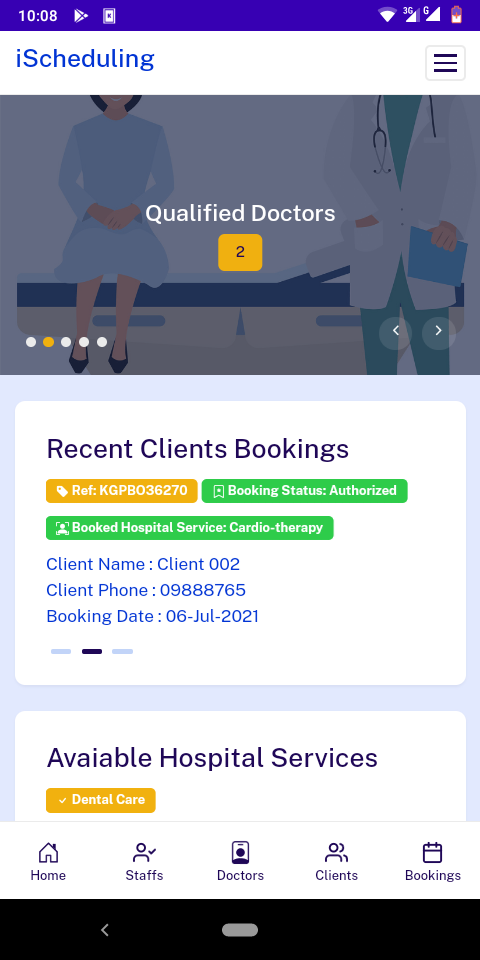 10:08
3G
G
iScheduling
Qualified Doctors
2
Recent Clients Bookings
Ref: KGPBO36270
Booking Status: Authorized
Booked Hospital Service: Cardio-therapy
Client Name : Client 002
Client Phone : 09888765
Booking Date : 06-Jul-2021
Avaiable Hospital Services
Dental Care
Home
Staffs
Doctors
Clients
Bookings